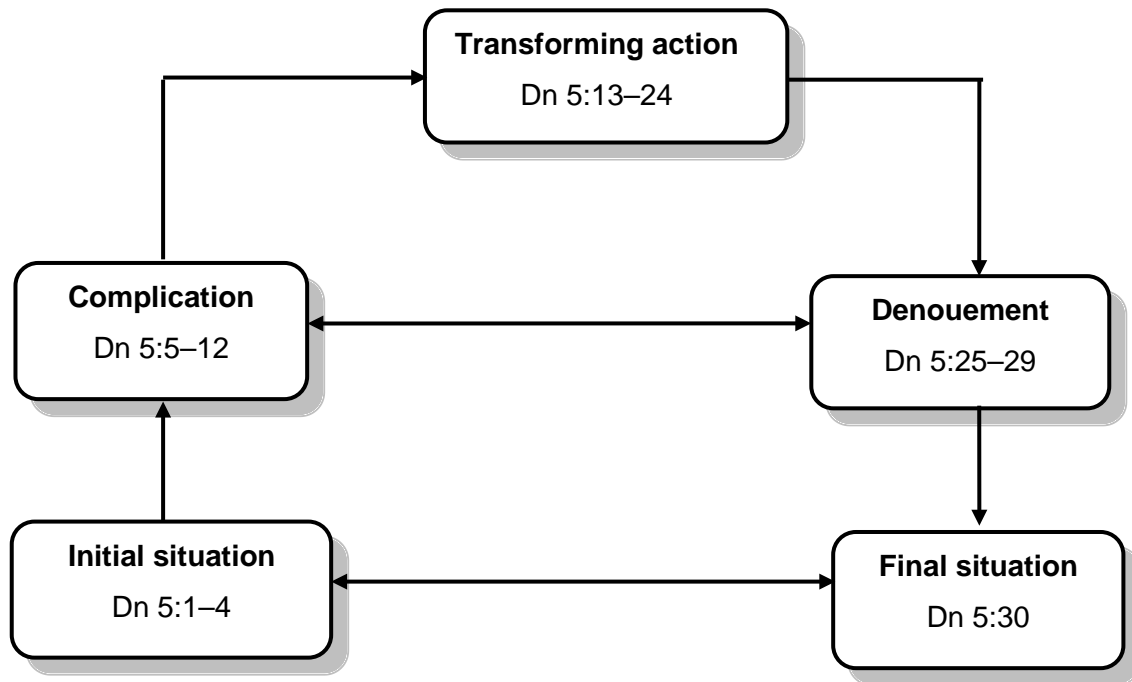 Transforming action
Dn 5:13–24
Complication
Dn 5:5–12
Denouement
Dn 5:25–29
Initial situation
Dn 5:1–4
Final situation
Dn 5:30